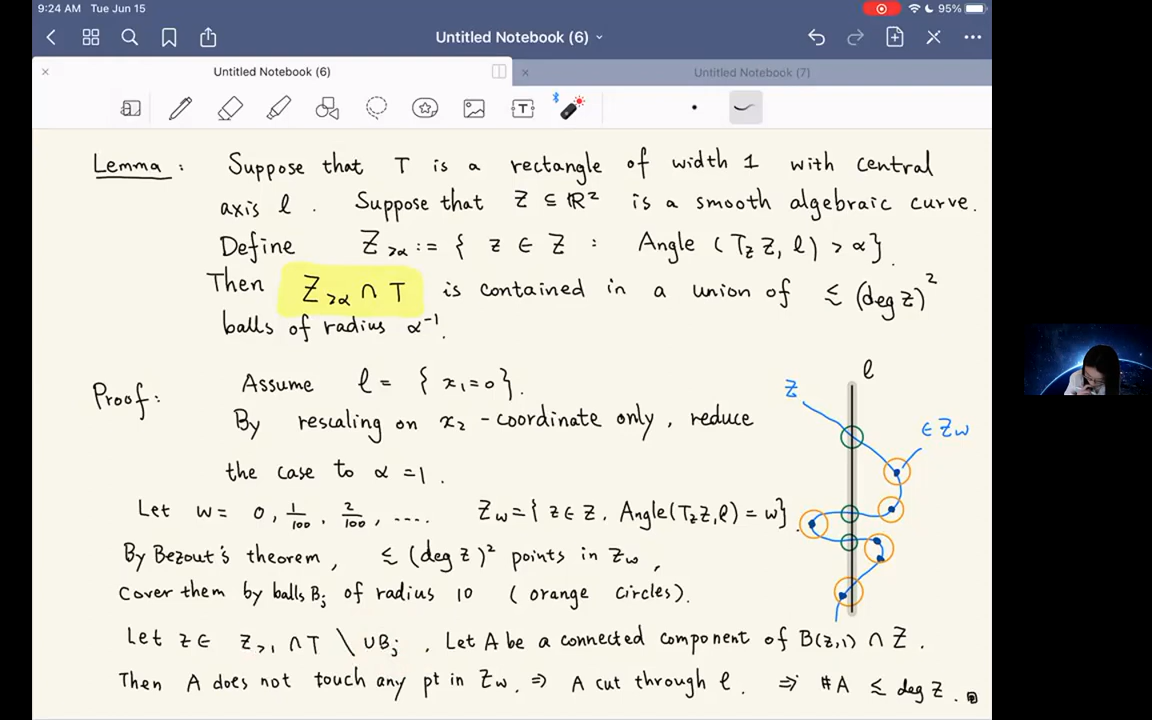 9:24 AM Tue Jun 15
95%
Untitled Notebook (6)
Untitled Notebook (6)
Untitled Notebook (7)
Lemma: Suppose that T is a rectangle of width 1 with central
axis l. Suppose that Z ⊆ ℝ² is a smooth algebraic curve.
Define Z_{>α} := { z ∈ Z : Angle (T_z Z, l) > α}.
Then Z_{>α} ∩ T is contained in a union of ≲ (deg Z)²
balls of radius α⁻¹.
Proof: Assume l = { x₁=0 }.
By rescaling on x₂-coordinate only, reduce
the case to α = 1.
Let w = 0, 1/100, 2/100, .... Z_w = { z ∈ Z. Angle(T_z Z, l) = w}.
By Bezout's theorem, ≲ (deg Z)² points in Z_w,
cover them by balls B_j of radius 10 (orange circles).
Let z ∈ Z_{>1} ∩ T \ ∪B_j. Let A be a connected component of B(z,1) ∩ Z.
Then A does not touch any pt in Z_w. ⇒ A cut through l. ⇒ #A ≲ deg Z.
l
Z
∈ Z_w